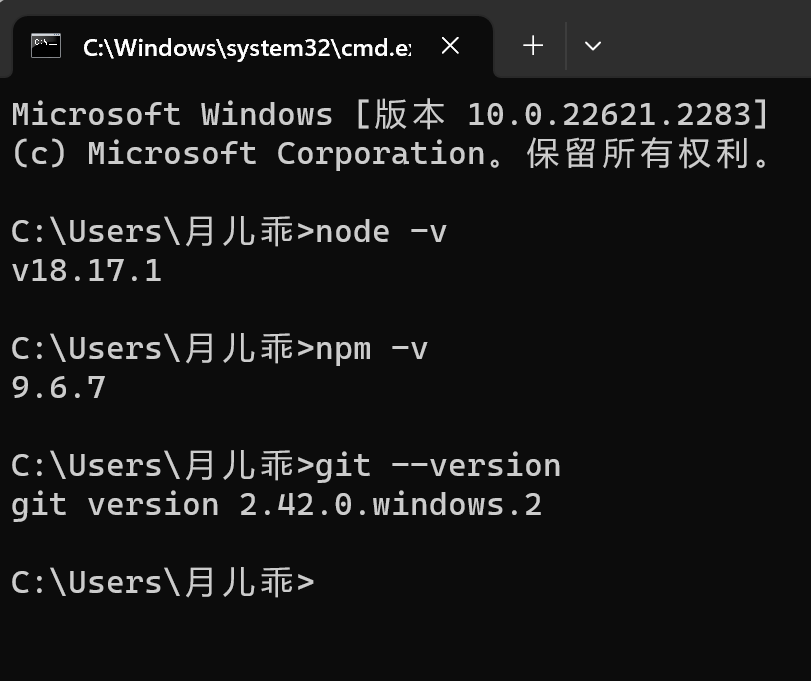 C:\Windows\system32\cmd.e
Microsoft Windows [版本 10.0.22621.2283]
(c) Microsoft Corporation。保留所有权利。
C:\Users\月儿乖>node -v
v18.17.1
C:\Users\月儿乖>npm -v
9.6.7
C:\Users\月儿乖>git --version
git version 2.42.0.windows.2
C:\Users\月儿乖>